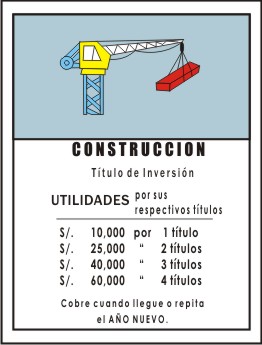 CONSTRUCCION
Título de Inversión
UTILIDADES por sus
respectivos títulos
S/. 10,000 por 1 título
S/. 25,000 “ 2 títulos
S/. 40,000 “ 3 títulos
S/. 60,000 “ 4 títulos
Cobre cuando llegue o repita
el AÑO NUEVO.